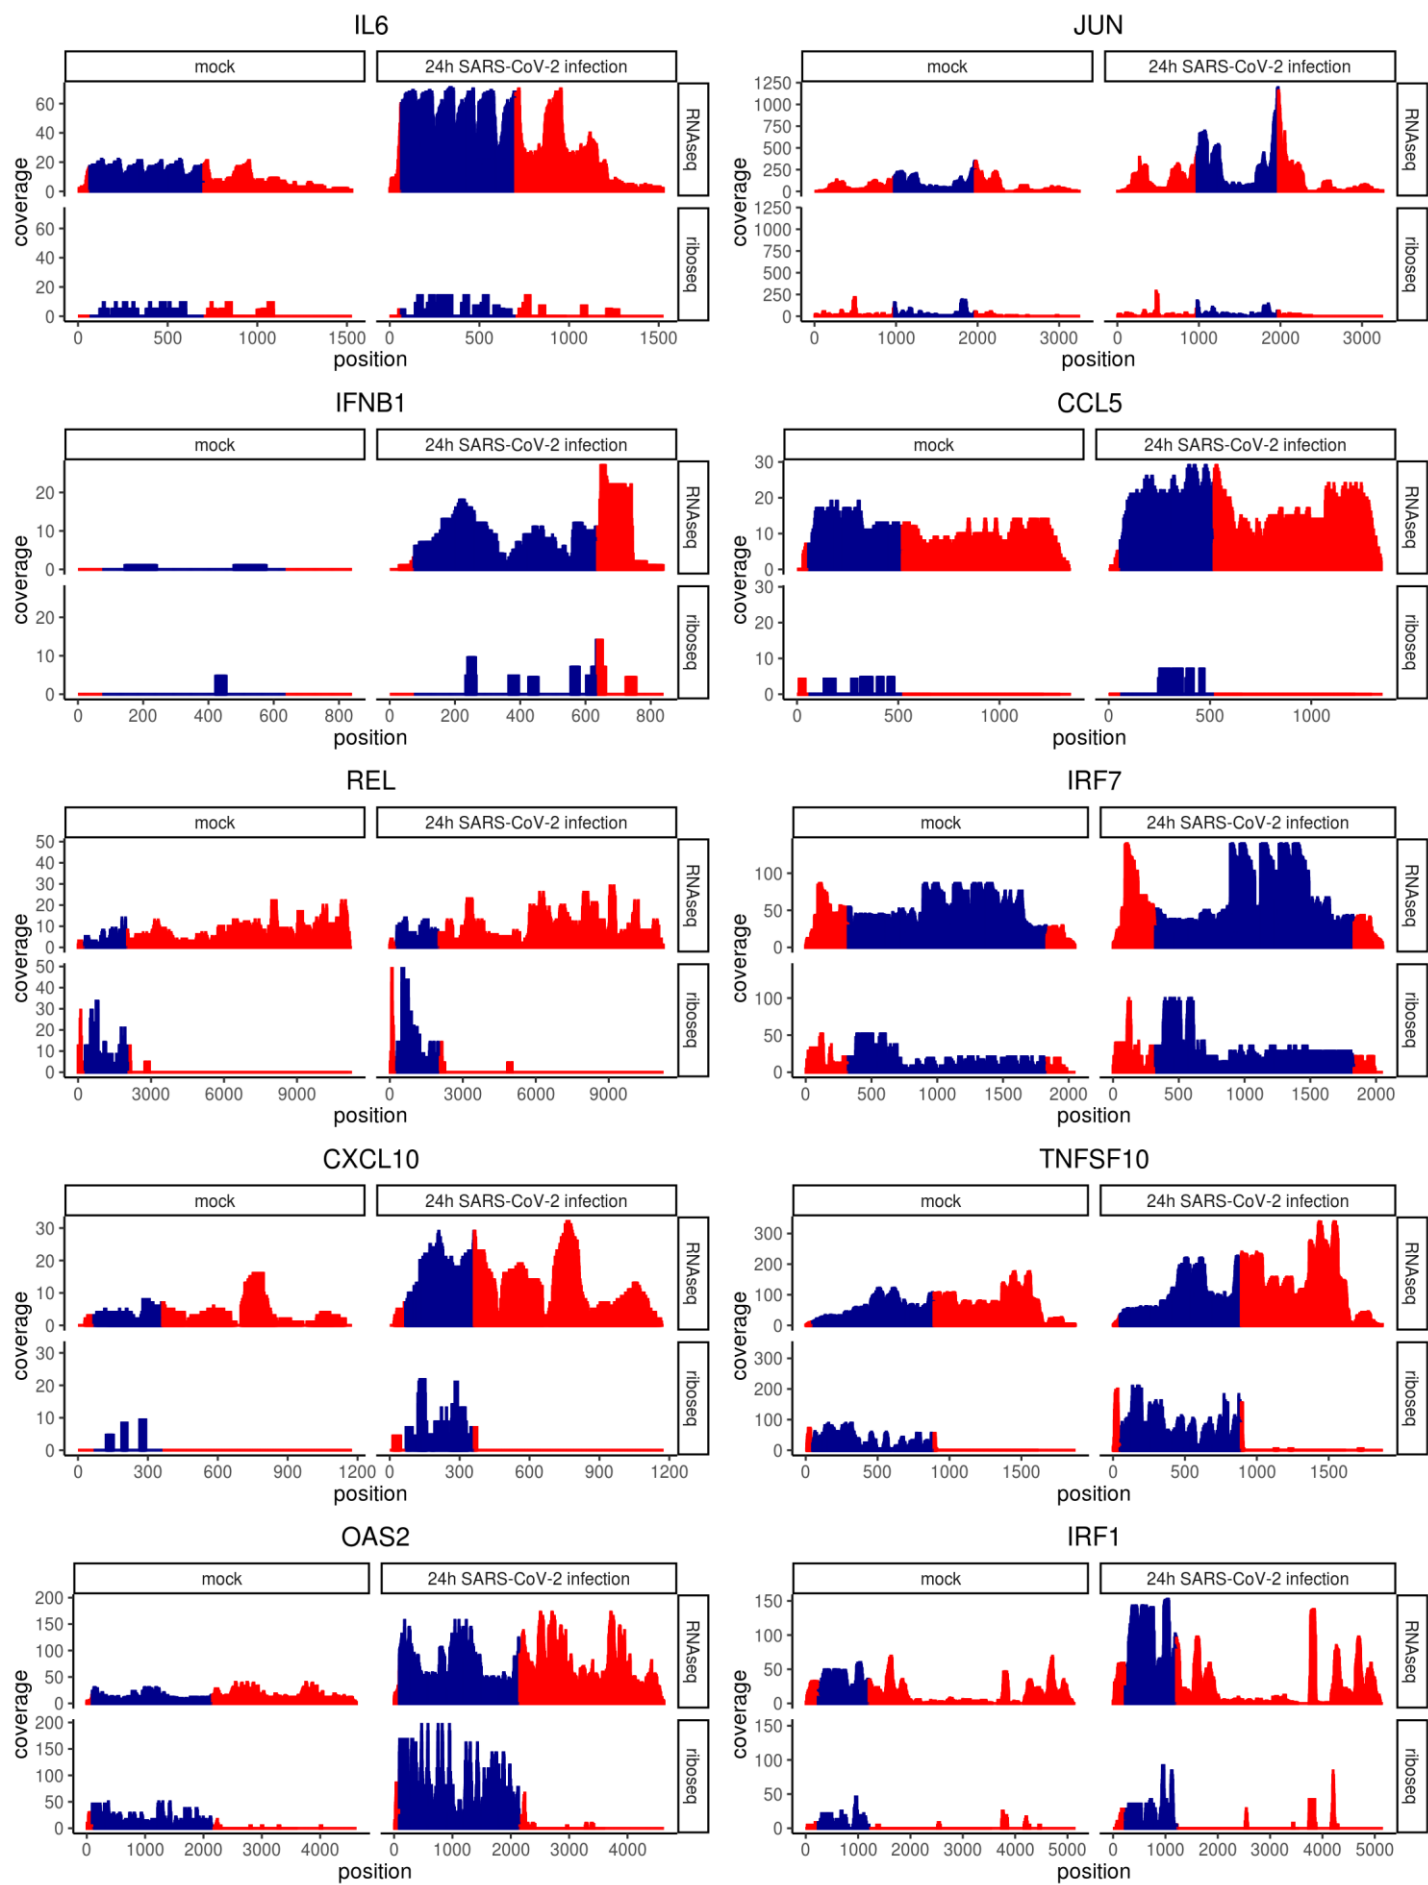 IL6
mock
24h SARS-CoV-2 infection
coverage
60
40
20
0
RNAseq
60
40
20
0
riboseq
0 500 1000 1500 0 500 1000 1500
position
JUN
mock
24h SARS-CoV-2 infection
coverage
1250
1000
750
500
250
0
RNAseq
1250
1000
750
500
250
0
riboseq
0 1000 2000 3000 0 1000 2000 3000
position
IFNB1
mock
24h SARS-CoV-2 infection
coverage
20
10
0
RNAseq
coverage
20
10
0
riboseq
0 200 400 600 800 0 200 400 600 800
position
CCL5
mock
24h SARS-CoV-2 infection
coverage
30
20
10
0
RNAseq
30
20
10
0
riboseq
0 500 1000 0 500 1000
position
REL
mock
24h SARS-CoV-2 infection
coverage
50
40
30
20
10
0
RNAseq
50
40
30
20
10
0
riboseq
0 3000 6000 9000 0 3000 6000 9000
position
IRF7
mock
24h SARS-CoV-2 infection
coverage
100
50
0
RNAseq
100
50
0
riboseq
0 500 1000 1500 2000 0 500 1000 1500 2000
position
CXCL10
mock
24h SARS-CoV-2 infection
coverage
30
20
10
0
RNAseq
30
20
10
0
riboseq
0 300 600 900 1200 0 300 600 900 1200
position
TNFSF10
mock
24h SARS-CoV-2 infection
coverage
300
200
100
0
RNAseq
300
200
100
0
riboseq
0 500 1000 1500 0 500 1000 1500
position
OAS2
mock
24h SARS-CoV-2 infection
coverage
200
150
100
50
0
RNAseq
200
150
100
50
0
riboseq
0 1000 2000 3000 4000 0 1000 2000 3000 4000
position
IRF1
mock
24h SARS-CoV-2 infection
coverage
150
100
50
0
RNAseq
150
100
50
0
riboseq
0 1000 2000 3000 4000 5000 0 1000 2000 3000 4000 5000
position